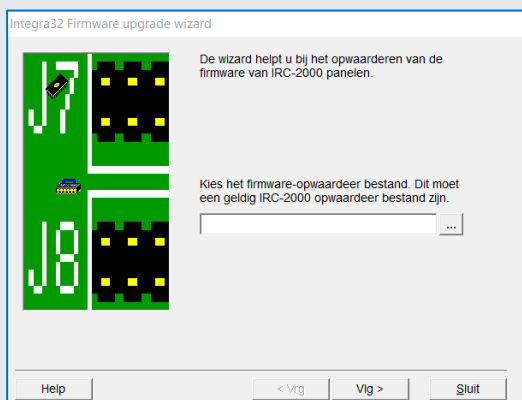 Integra32 Firmware upgrade wizard
De wizard helpt u bij het opwaarderen van de
firmware van IRC-2000 panelen.
J7
Kies het firmware-opwaardeer bestand. Dit moet
een geldig IRC-2000 opwaardeer bestand zijn.
...
J8
Help
< Vrg
Vlg >
Sluit